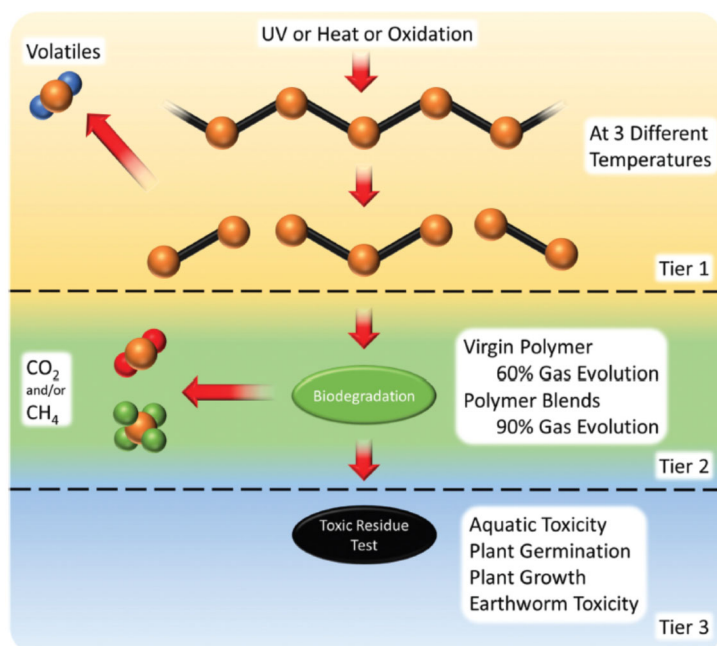 UV or Heat or Oxidation
Volatiles
At 3 Different
Temperatures
Tier 1
CO₂
and/or
CH₄
Biodegradation
Virgin Polymer
60% Gas Evolution
Polymer Blends
90% Gas Evolution
Tier 2
Toxic Residue
Test
Aquatic Toxicity
Plant Germination
Plant Growth
Earthworm Toxicity
Tier 3